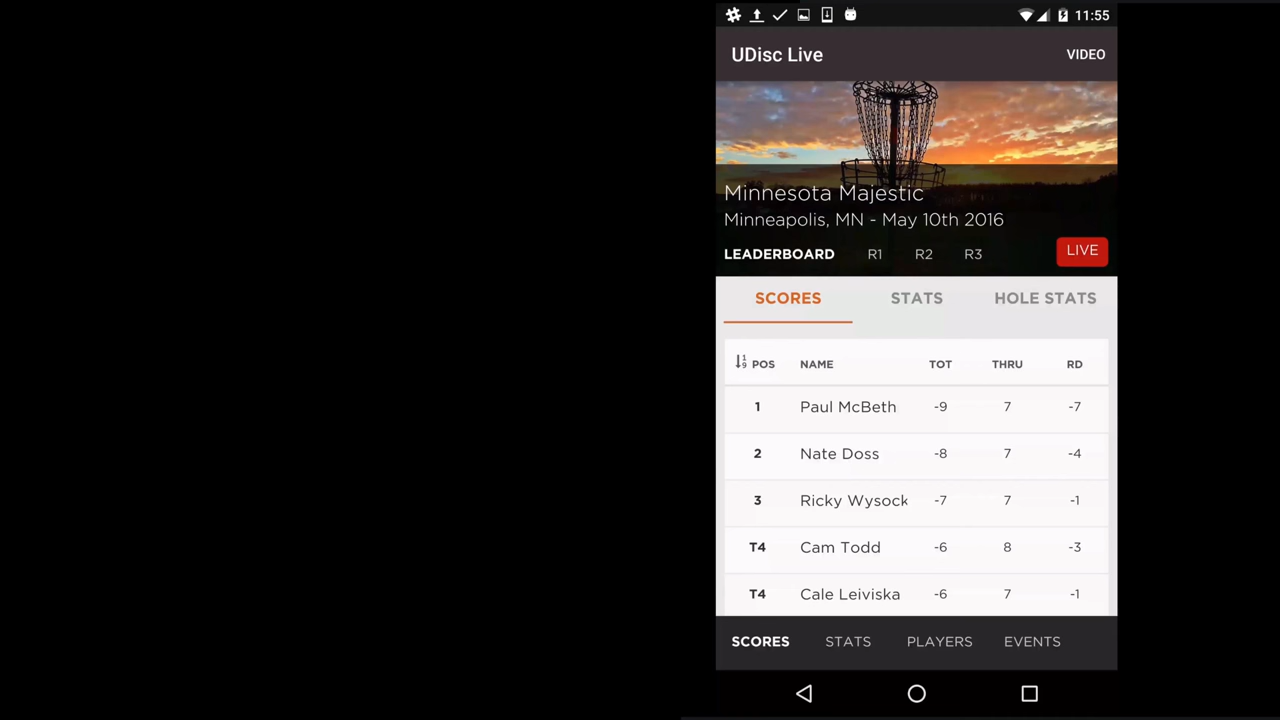 11:55
UDisc Live VIDEO
Minnesota Majestic
Minneapolis, MN - May 10th 2016
LEADERBOARD R1 R2 R3 LIVE
SCORES STATS HOLE STATS
POS NAME TOT THRU RD
1 Paul McBeth -9 7 -7
2 Nate Doss -8 7 -4
3 Ricky Wysock -7 7 -1
T4 Cam Todd -6 8 -3
T4 Cale Leiviska -6 7 -1
SCORES STATS PLAYERS EVENTS